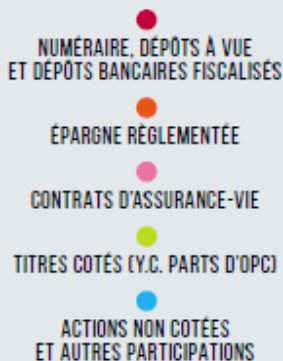 NUMÉRAIRE, DÉPÔTS À VUE
ET DÉPÔTS BANCAIRES FISCALISÉS
ÉPARGNE RÈGLEMENTÉE
CONTRATS D'ASSURANCE-VIE
TITRES COTÉS (Y.C. PARTS D'OPC)
ACTIONS NON COTÉES
ET AUTRES PARTICIPATIONS